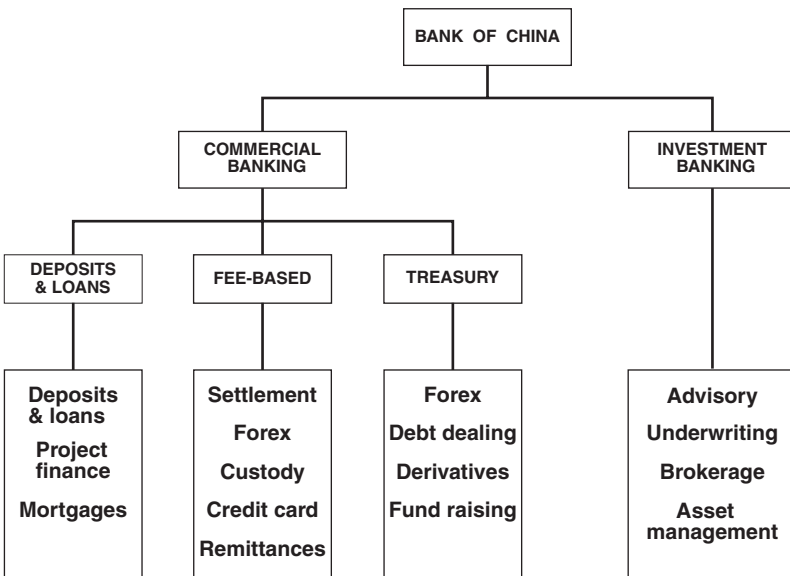 BANK OF CHINA
COMMERCIAL
BANKING
INVESTMENT
BANKING
DEPOSITS
& LOANS
FEE-BASED
TREASURY
Deposits
& loans
Project
finance
Mortgages
Settlement
Forex
Custody
Credit card
Remittances
Forex
Debt dealing
Derivatives
Fund raising
Advisory
Underwriting
Brokerage
Asset
management